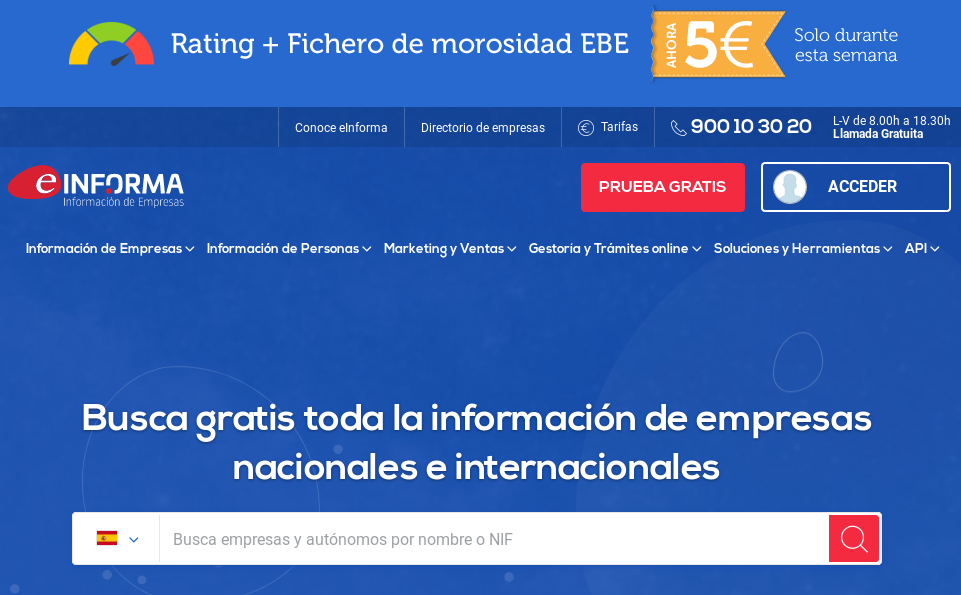 Rating + Fichero de morosidad EBE
AHORA
5€
Solo durante
esta semana
Conoce eInforma
Directorio de empresas
Tarifas
900 10 30 20
L-V de 8.00h a 18.30h
Llamada Gratuita
eINFORMA
Información de Empresas
PRUEBA GRATIS
ACCEDER
Información de Empresas
Información de Personas
Marketing y Ventas
Gestoría y Trámites online
Soluciones y Herramientas
API
Busca gratis toda la información de empresas
nacionales e internacionales
Busca empresas y autónomos por nombre o NIF